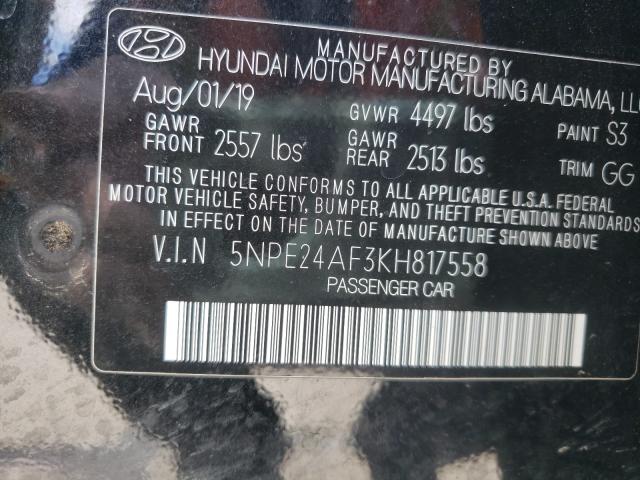 MANUFACTURED BY
HYUNDAI MOTOR MANUFACTURING ALABAMA, LL
Aug/01/19 GVWR 4497 lbs PAINT S3
GAWR FRONT 2557 lbs GAWR REAR 2513 lbs TRIM GG
THIS VEHICLE CONFORMS TO ALL APPLICABLE U.S.A. FEDERAL
MOTOR VEHICLE SAFETY, BUMPER, AND THEFT PREVENTION STANDARDS
IN EFFECT ON THE DATE OF MANUFACTURE SHOWN ABOVE
V.I.N 5NPE24AF3KH817558
PASSENGER CAR